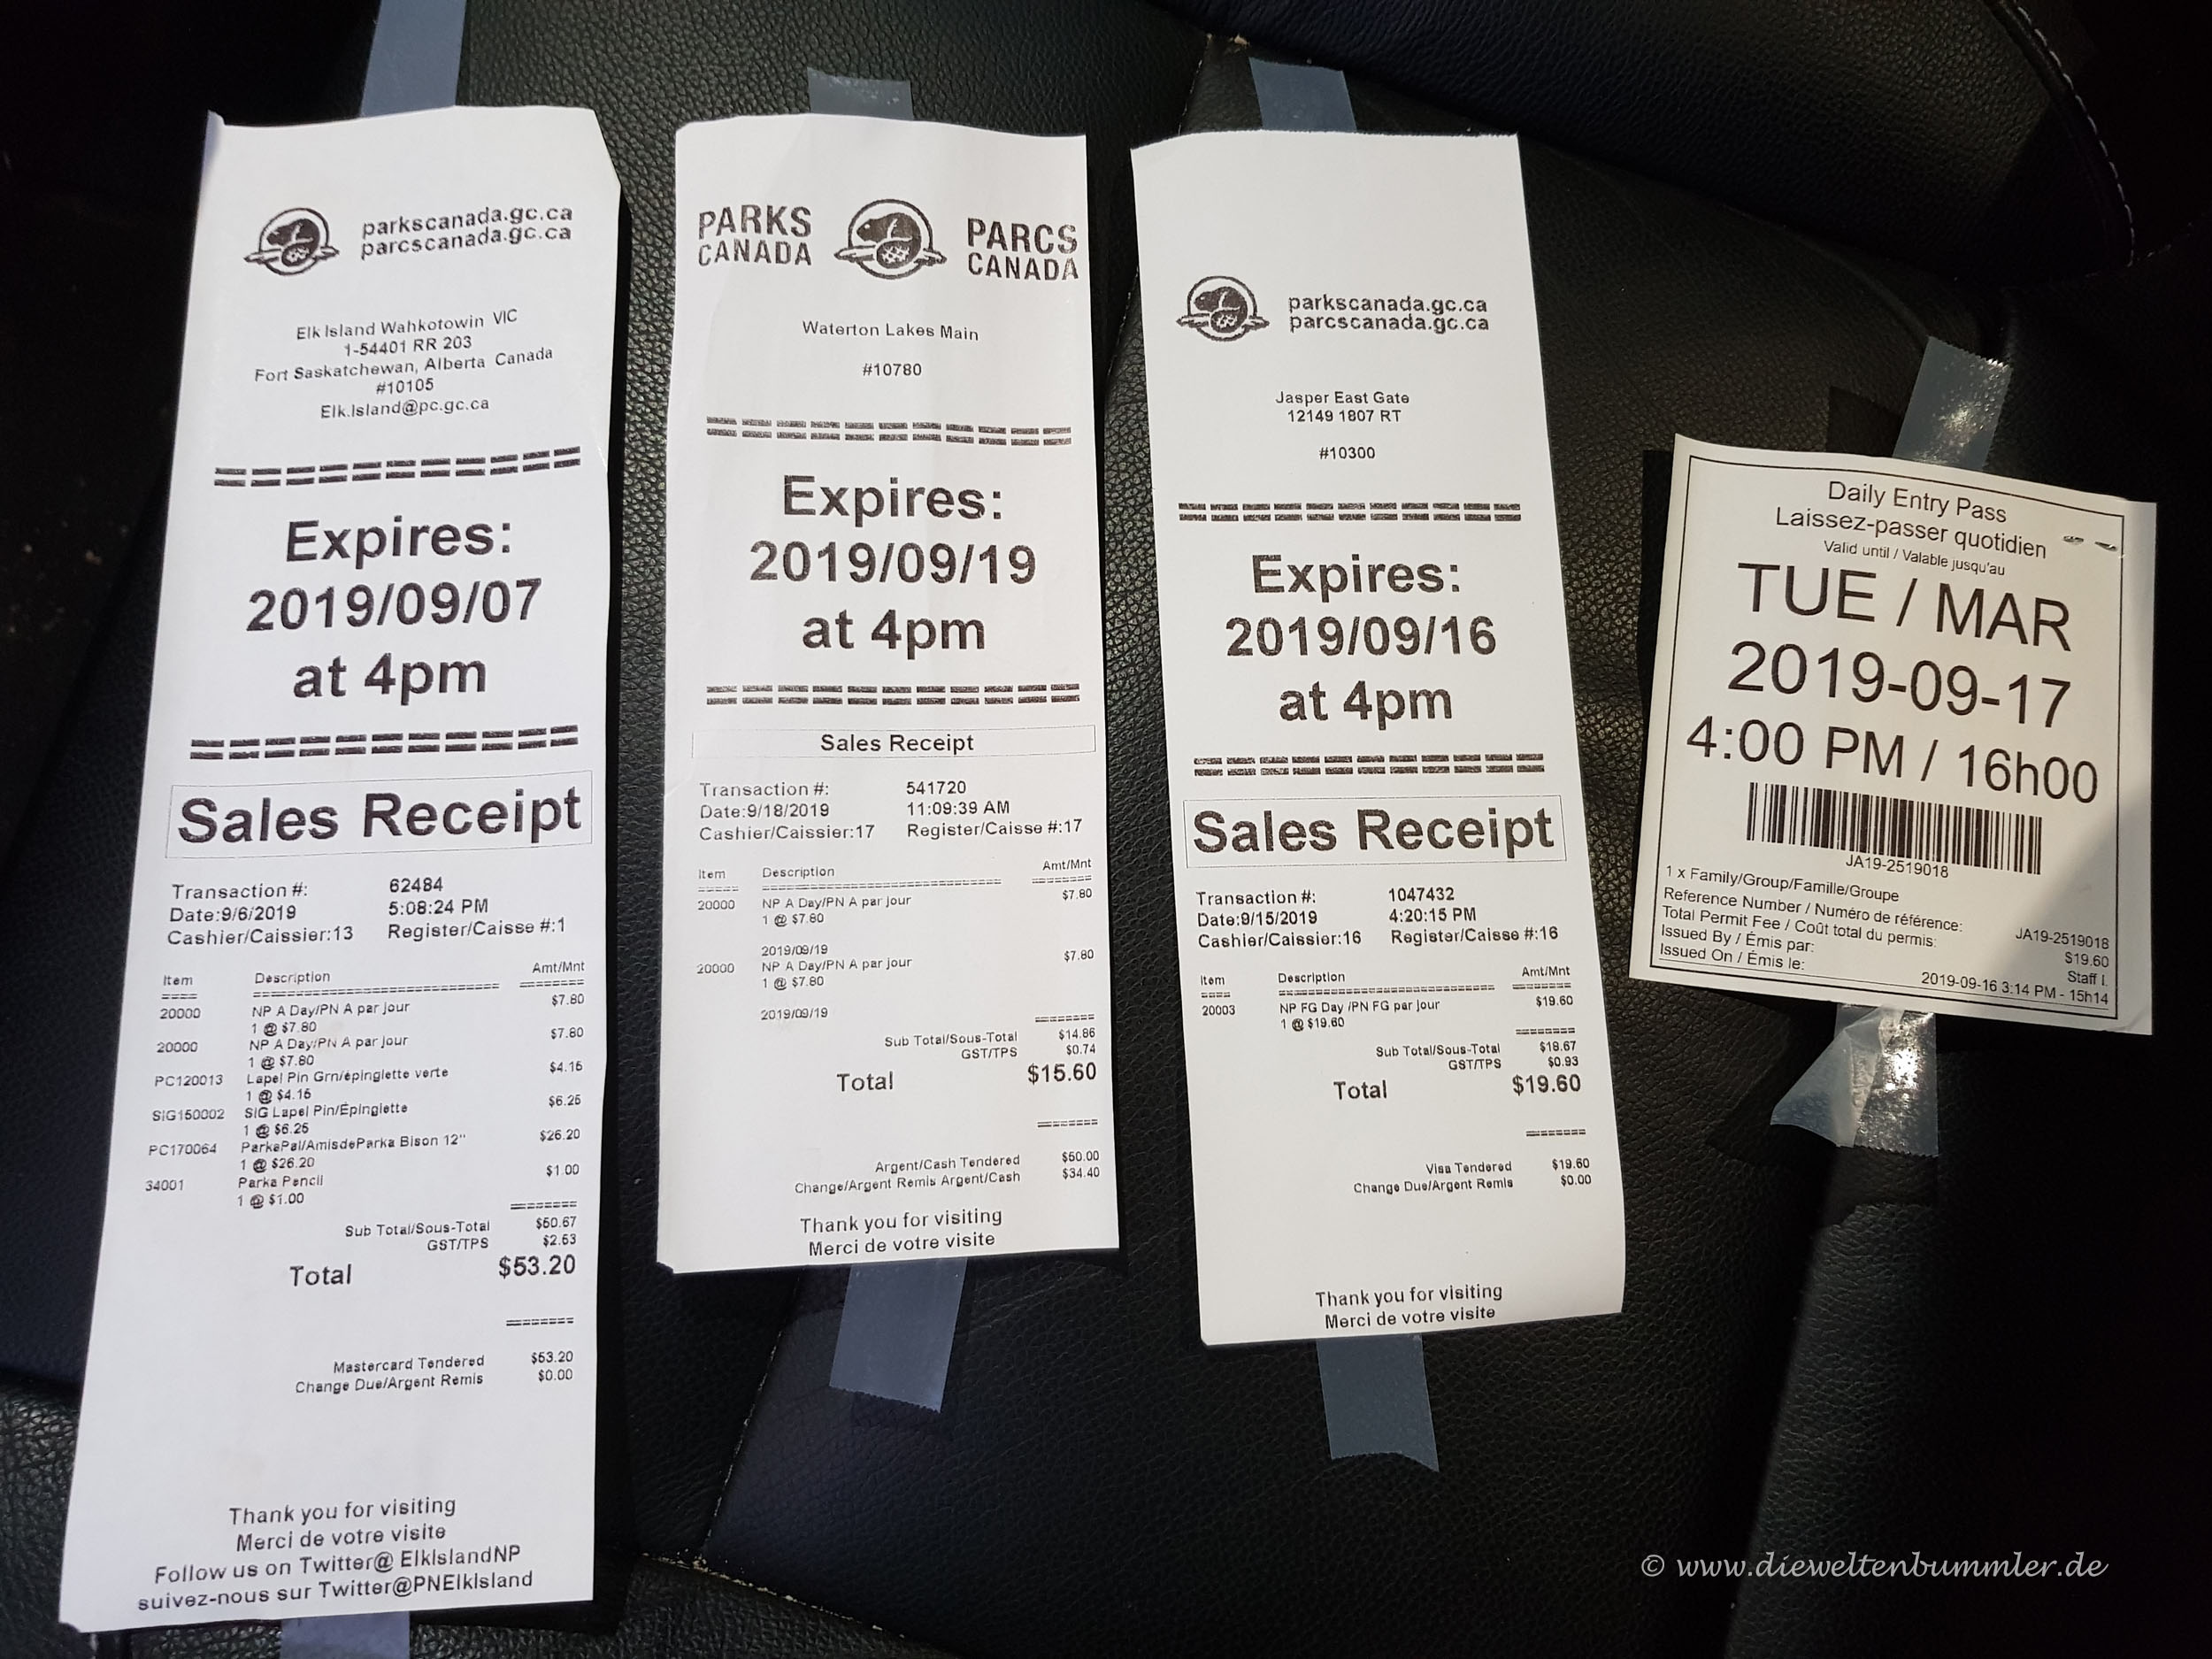 parkscanada.gc.ca
parcscanada.gc.ca
Elk Island Wahkotowin VIC
1-54401 RR 203
Fort Saskatchewan, Alberta Canada
#10105
Elk.Island@pc.gc.ca
Expires:
2019/09/07
at 4pm
Sales Receipt
Transaction #: 62484
Date:9/6/2019 5:08:24 PM
Cashier/Caissier:13 Register/Caisse #:1
Item Description Amt/Mnt
20000 NP A Day/PN A par jour $7.80
1 @ $7.80
20000 NP A Day/PN A par jour $7.80
1 @ $7.80
PC120013 Lapel Pin Grn/épinglette verte $4.15
1 @ $4.15
SIG150002 SIG Lapel Pin/Épinglette $6.25
1 @ $6.25
PC170064 ParkaPal/AmisdeParka Bison 12" $26.20
1 @ $26.20
34001 Parka Pencil $1.00
1 @ $1.00
Sub Total/Sous-Total $50.67
GST/TPS $2.53
Total $53.20
Mastercard Tendered $53.20
Change Due/Argent Remis $0.00
Thank you for visiting
Merci de votre visite
Follow us on Twitter@ ElkIslandNP
suivez-nous sur Twitter@PNElkIsland
PARKS CANADA PARCS CANADA
Waterton Lakes Main
#10780
Expires:
2019/09/19
at 4pm
Sales Receipt
Transaction #: 541720
Date:9/18/2019 11:09:39 AM
Cashier/Caissier:17 Register/Caisse #:17
Item Description Amt/Mnt
20000 NP A Day/PN A par jour $7.80
1 @ $7.80
2019/09/19
20000 NP A Day/PN A par jour $7.80
1 @ $7.80
2019/09/19
Sub Total/Sous-Total $14.86
GST/TPS $0.74
Total $15.60
Argent/Cash Tendered $50.00
Change/Argent Remis Argent/Cash $34.40
Thank you for visiting
Merci de votre visite
parkscanada.gc.ca
parcscanada.gc.ca
Jasper East Gate
12149 1807 RT
#10300
Expires:
2019/09/16
at 4pm
Sales Receipt
Transaction #: 1047432
Date:9/15/2019 4:20:15 PM
Cashier/Caissier:16 Register/Caisse #:16
Item Description Amt/Mnt
20003 NP FG Day /PN FG par jour $19.60
1 @ $19.60
Sub Total/Sous-Total $18.67
GST/TPS $0.93
Total $19.60
Visa Tendered $19.60
Change Due/Argent Remis $0.00
Thank you for visiting
Merci de votre visite
Daily Entry Pass
Laissez-passer quotidien
Valid until / Valable jusqu'au
TUE / MAR
2019-09-17
4:00 PM / 16h00
JA19-2519018
1 x Family/Group/Famille/Groupe
Reference Number / Numéro de référence: JA19-2519018
Total Permit Fee / Coût total du permis: $19.60
Issued By / Émis par: Staff I.
Issued On / Émis le: 2019-09-16 3:14 PM - 15h14
© www.dieweltenbummler.de